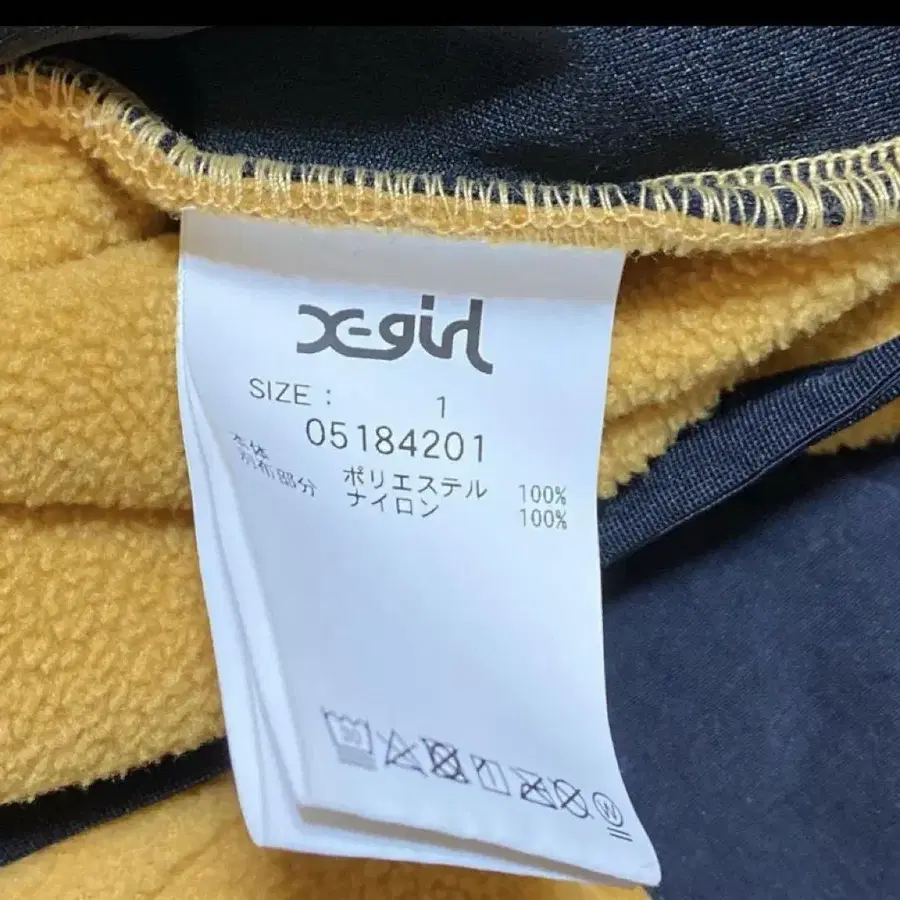 X-girl
SIZE : 1
05184201
本体 ポリエステル 100%
別布部分 ナイロン 100%
30
W